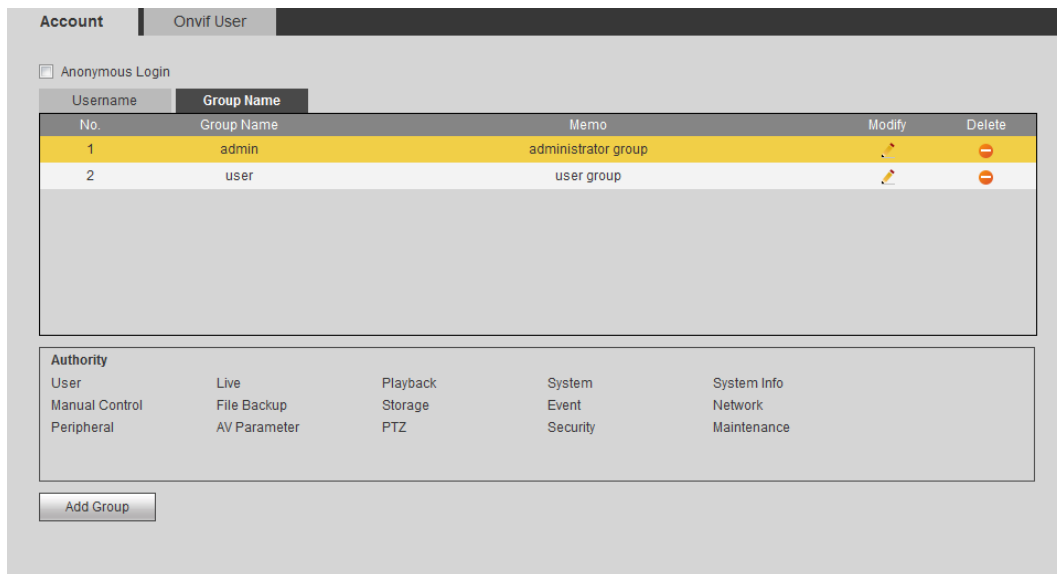 Account Onvif User
Anonymous Login
Username Group Name
No. Group Name Memo Modify Delete
1 admin administrator group
2 user user group
Authority
User Live Playback System System Info
Manual Control File Backup Storage Event Network
Peripheral AV Parameter PTZ Security Maintenance
Add Group